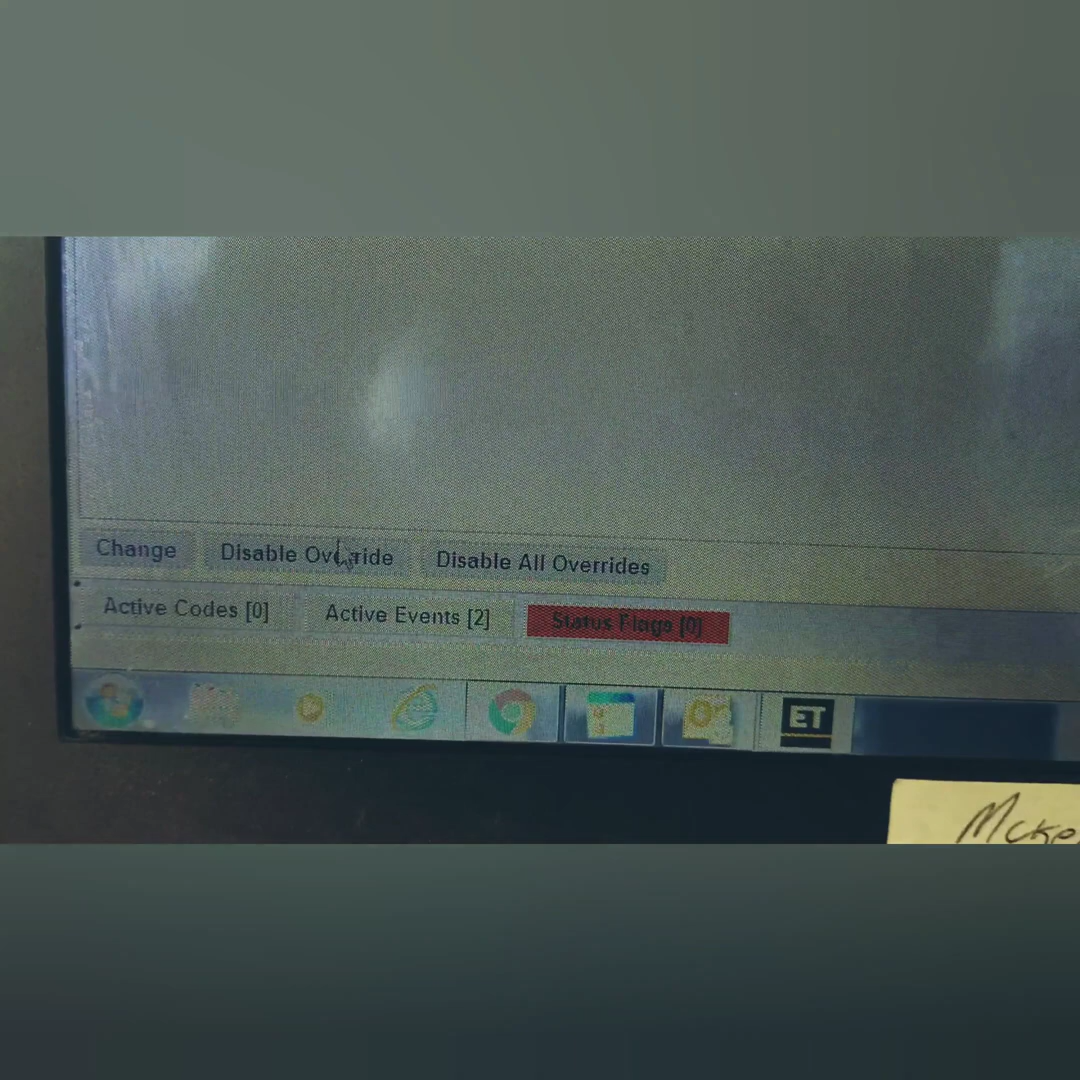 Change Disable Override Disable All Overrides
Active Codes [0] Active Events [2] Status Flags [0]
ET